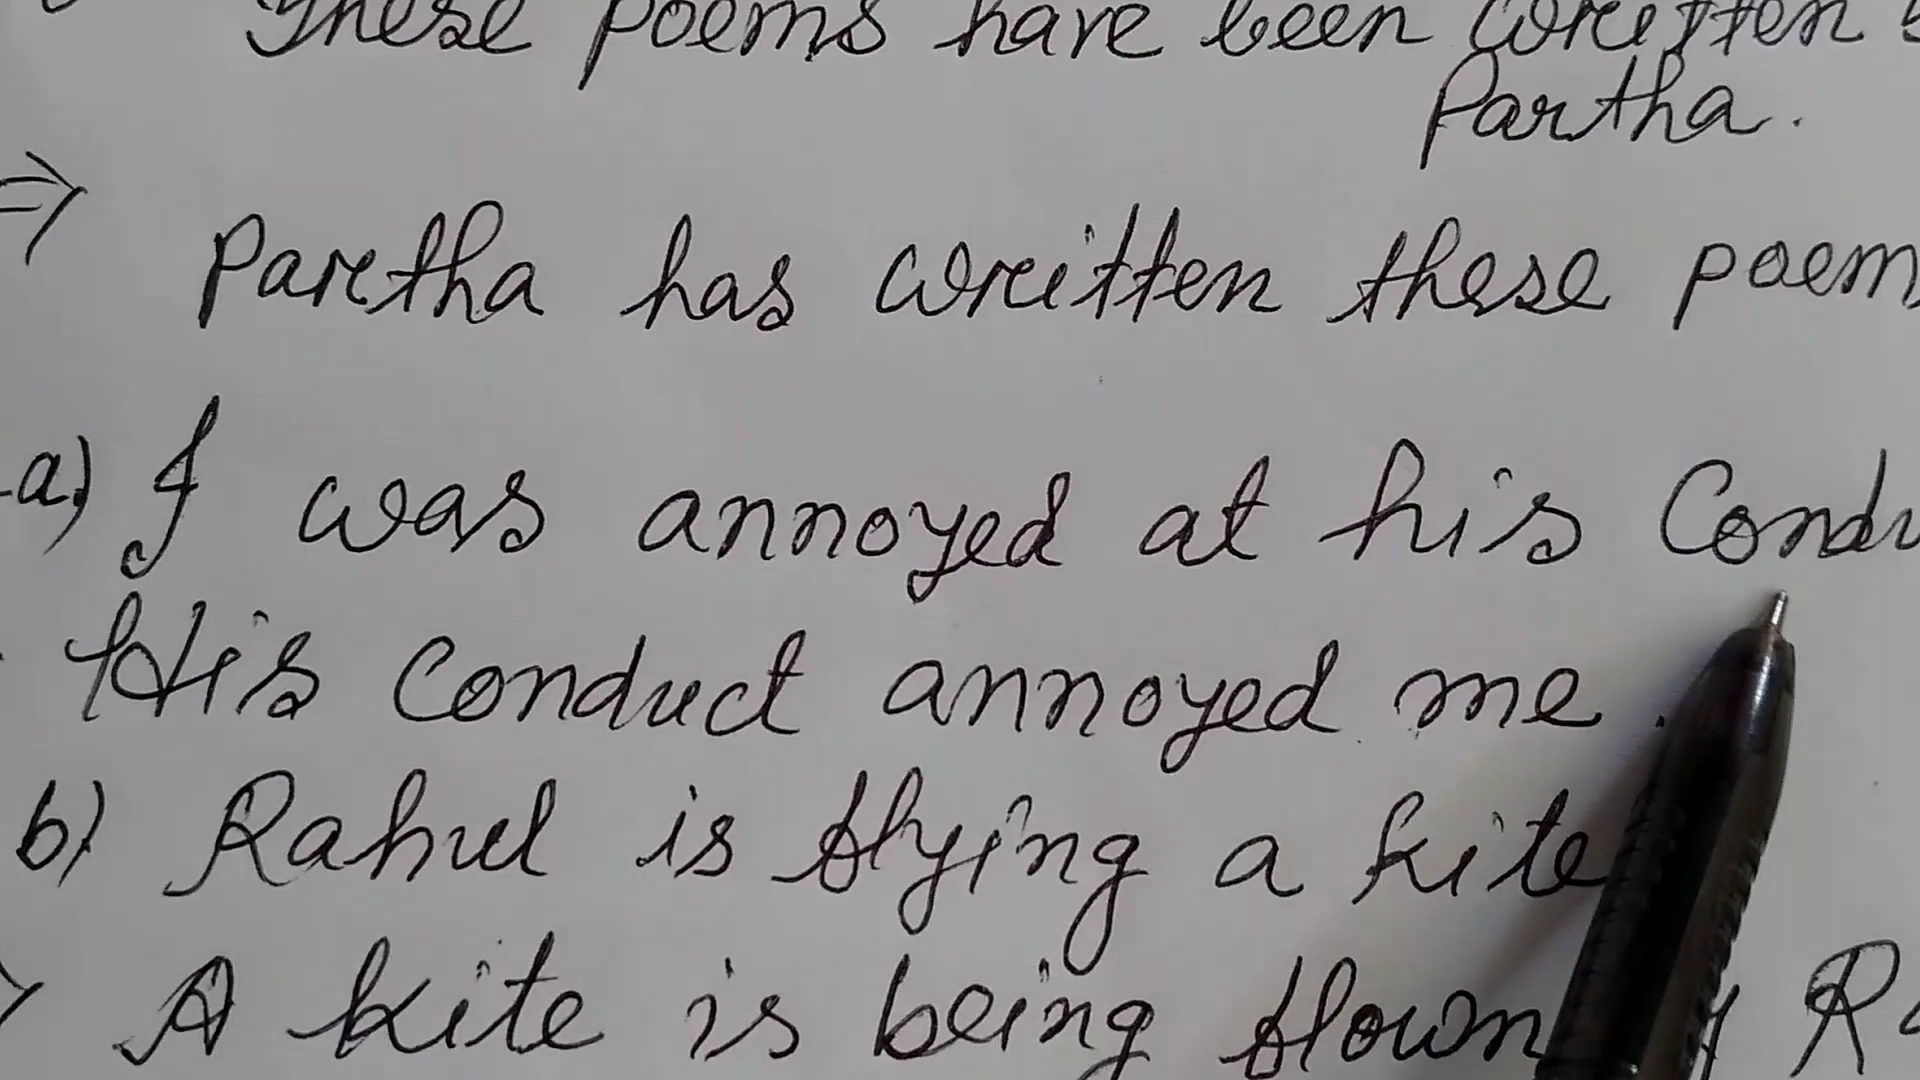 These poems have been written
Partha.
⇒
Partha has written these poem
a) I was annoyed at his Condu
His Conduct annoyed me.
b) Rahul is flying a kite
A kite is being flown R